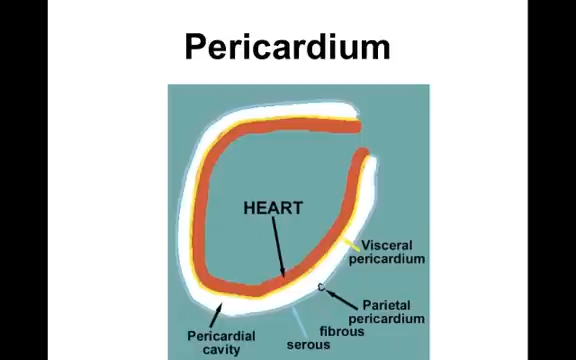 Pericardium
HEART
Visceral
pericardium
Parietal
pericardium
fibrous
serous
Pericardial
cavity